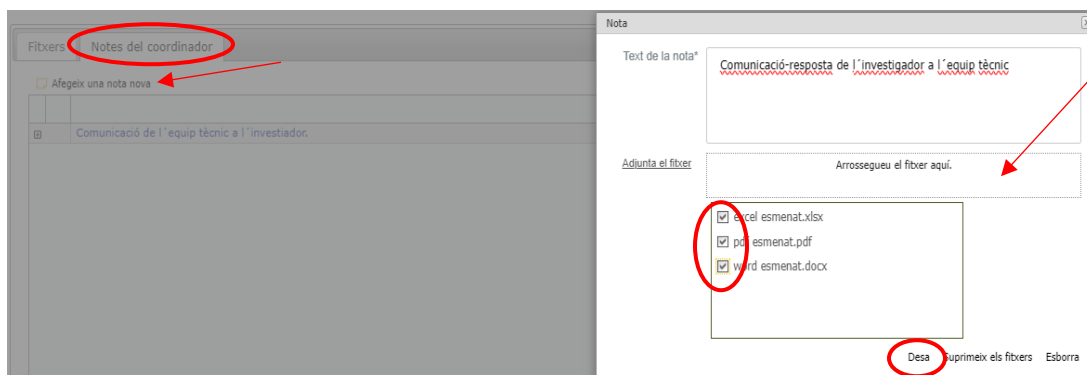 Fitxers Notes del coordinador
Afegeix una nota nova
Comunicació de l´equip tècnic a l´investiador.
Nota
Text de la nota*
Comunicació-resposta de l´investigador a l´equip tècnic
Adjunta el fitxer
Arrossegueu el fitxer aquí.
excel esmenat.xlsx
pdf esmenat.pdf
word esmenat.docx
Desa Suprimeix els fitxers Esborra